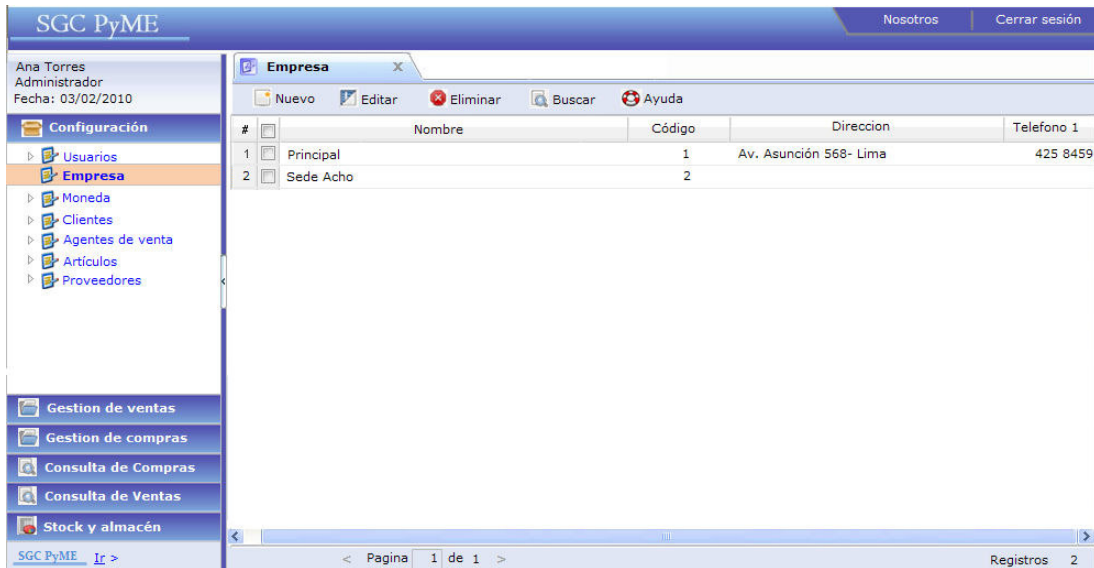 SGC PyME
Nosotros
Cerrar sesión
Ana Torres
Administrador
Fecha: 03/02/2010
Configuración
Usuarios
Empresa
Moneda
Clientes
Agentes de venta
Artículos
Proveedores
Gestion de ventas
Gestion de compras
Consulta de Compras
Consulta de Ventas
Stock y almacén
SGC PyME Ir >
Empresa x
Nuevo Editar Eliminar Buscar Ayuda
# Nombre Código Direccion Telefono 1
1 Principal 1 Av. Asunción 568- Lima 425 8459
2 Sede Acho 2
< Pagina 1 de 1 >
Registros 2